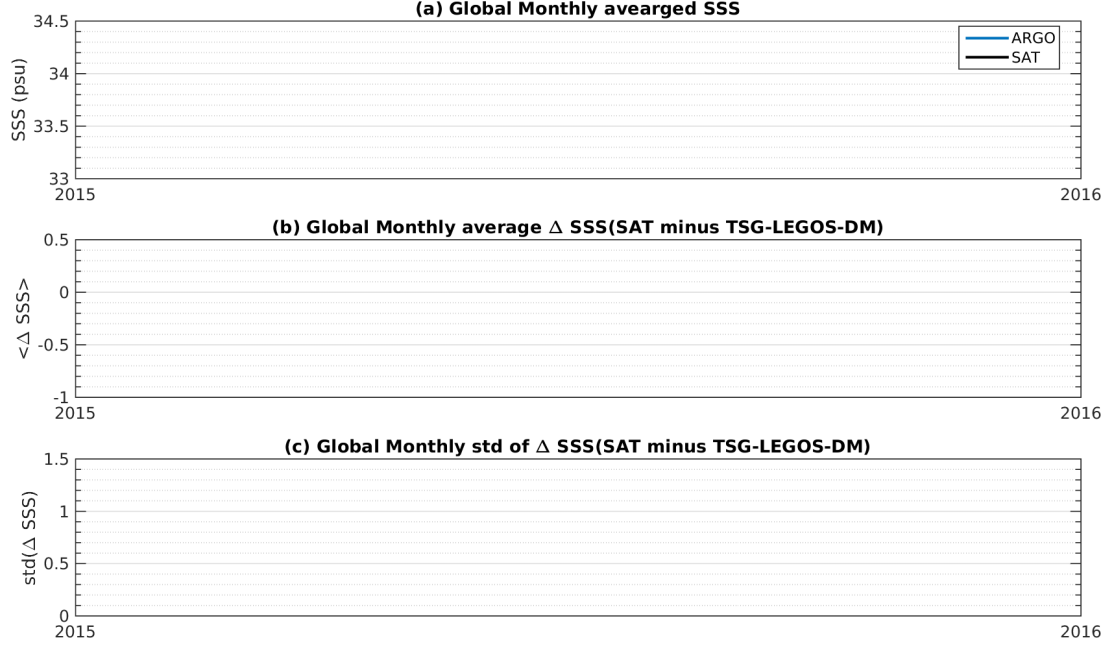 (a) Global Monthly avearged SSS
34.5
34
33.5
33
SSS (psu)
ARGO
SAT
2015
2016
(b) Global Monthly average Δ SSS(SAT minus TSG-LEGOS-DM)
0.5
0
-0.5
-1
<Δ SSS>
2015
2016
(c) Global Monthly std of Δ SSS(SAT minus TSG-LEGOS-DM)
1.5
1
0.5
0
std(Δ SSS)
2015
2016